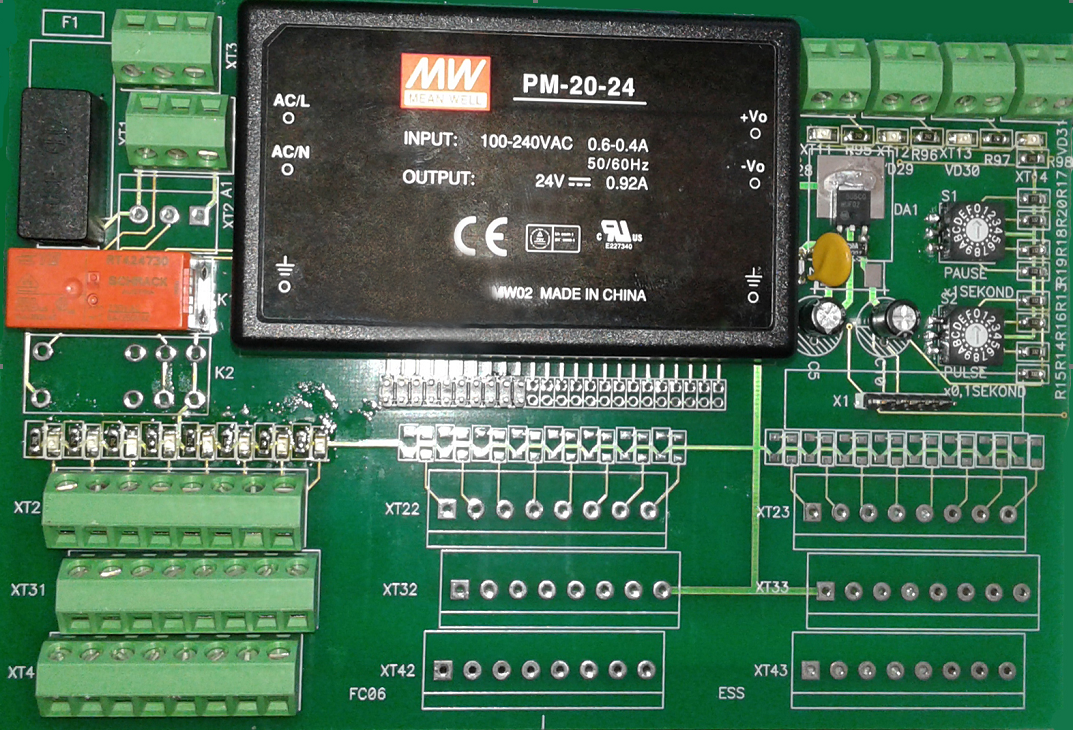 F1
XT3
XT1
XT2 A1
MW
MEAN WELL
PM-20-24
AC/L
AC/N
+Vo
-Vo
INPUT: 100-240VAC 0.6-0.4A
50/60Hz
OUTPUT: 24V 0.92A
CE
c UL US
E227340
MW02 MADE IN CHINA
XT11 R95 XT12 R96 XT13 R97 R98
VD29 VD30 VD31
XT14
DA1
S1
PAUSE
x1SEKOND
PULSE
x0,1SEKOND
R15R14R16R13R19R18R20R17
SCHRACK
K1
K2
C5
X1
XT2
XT22
XT23
XT31
XT32
XT33
XT4
XT42
XT43
FC06
ESS